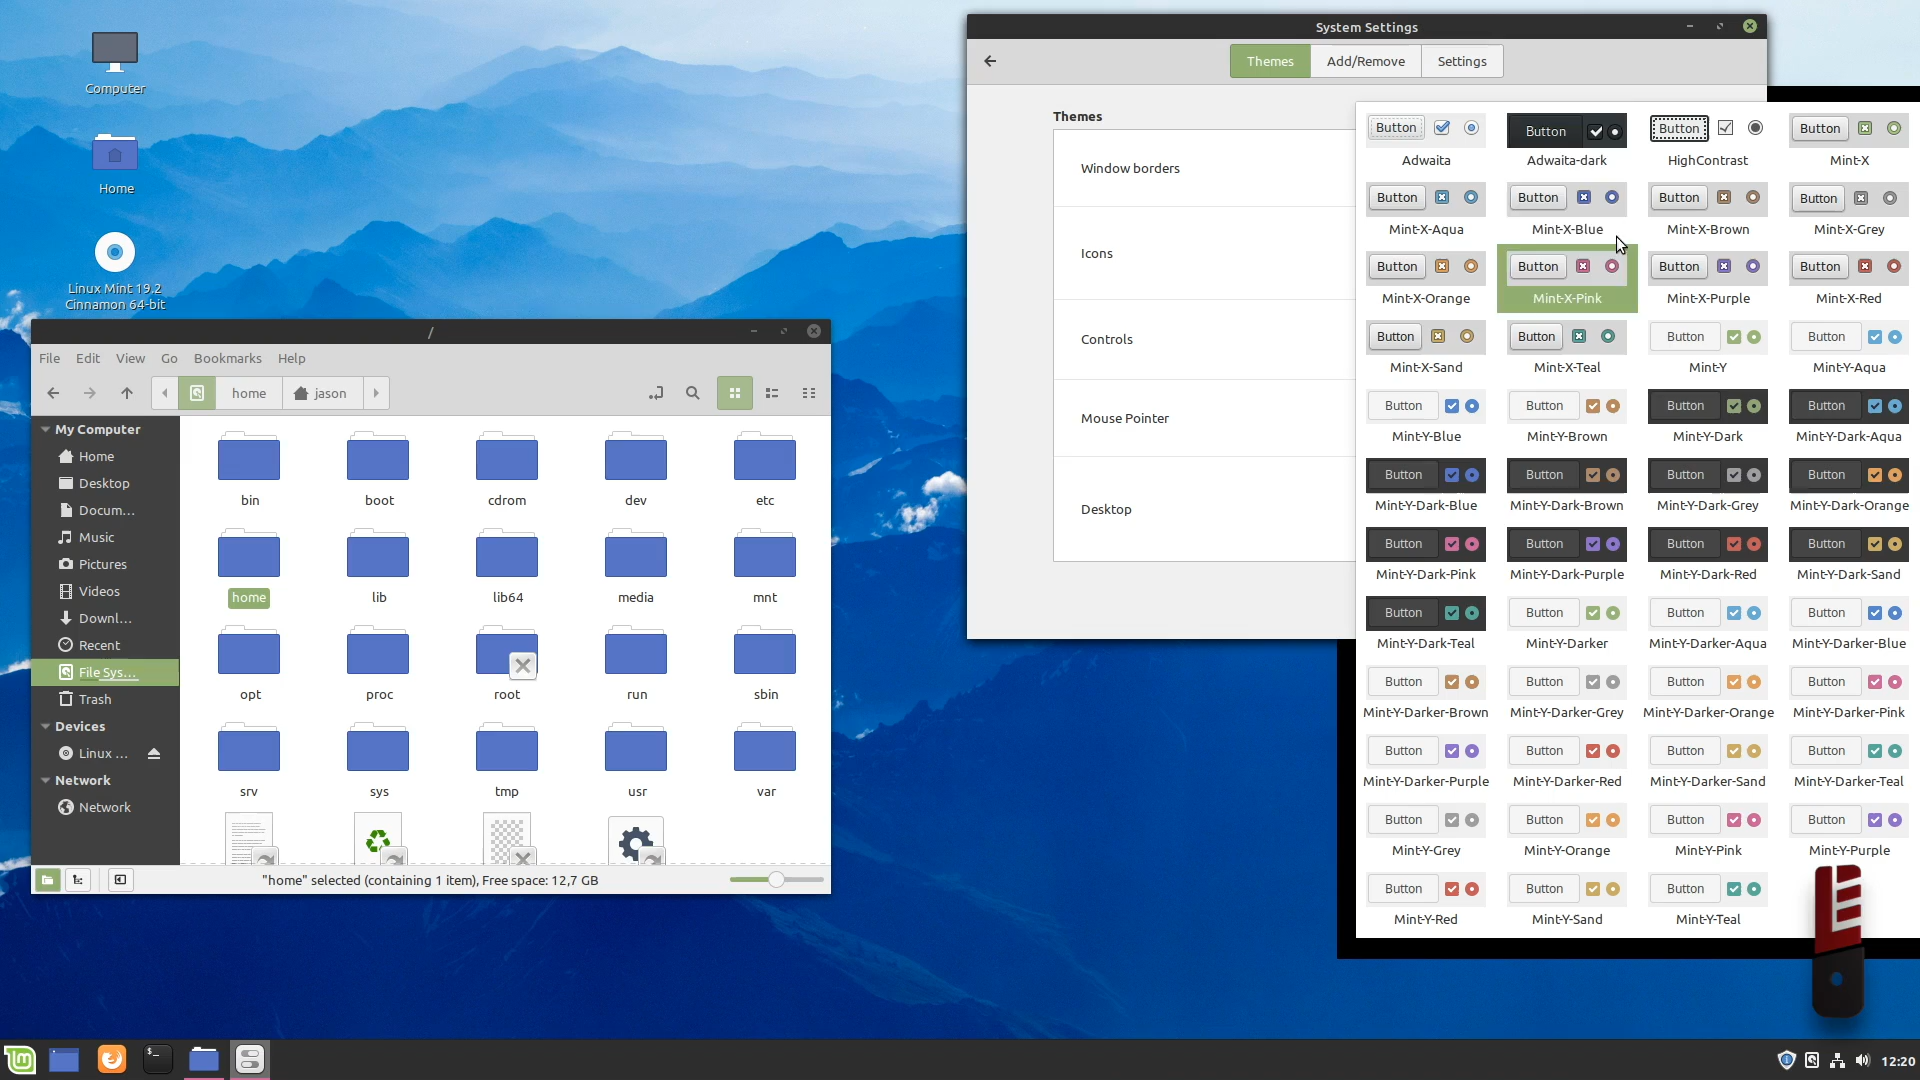 Computer
Home
Linux Mint 19.2
Cinnamon 64-bit
/
File Edit View Go Bookmarks Help
home jason
My Computer
Home
Desktop
Docum...
Music
Pictures
Videos
Downl...
Recent
File Sys...
Trash
Devices
Linux ...
Network
Network
bin boot cdrom dev etc
home lib lib64 media mnt
opt proc root run sbin
srv sys tmp usr var
"home" selected (containing 1 item), Free space: 12,7 GB
System Settings
Themes Add/Remove Settings
Themes
Window borders
Icons
Controls
Mouse Pointer
Desktop
Button Button Button Button
Adwaita Adwaita-dark HighContrast Mint-X
Button Button Button Button
Mint-X-Aqua Mint-X-Blue Mint-X-Brown Mint-X-Grey
Button Button Button Button
Mint-X-Orange Mint-X-Pink Mint-X-Purple Mint-X-Red
Button Button Button Button
Mint-X-Sand Mint-X-Teal Mint-Y Mint-Y-Aqua
Button Button Button Button
Mint-Y-Blue Mint-Y-Brown Mint-Y-Dark Mint-Y-Dark-Aqua
Button Button Button Button
Mint-Y-Dark-Blue Mint-Y-Dark-Brown Mint-Y-Dark-Grey Mint-Y-Dark-Orange
Button Button Button Button
Mint-Y-Dark-Pink Mint-Y-Dark-Purple Mint-Y-Dark-Red Mint-Y-Dark-Sand
Button Button Button Button
Mint-Y-Dark-Teal Mint-Y-Darker Mint-Y-Darker-Aqua Mint-Y-Darker-Blue
Button Button Button Button
Mint-Y-Darker-Brown Mint-Y-Darker-Grey Mint-Y-Darker-Orange Mint-Y-Darker-Pink
Button Button Button Button
Mint-Y-Darker-Purple Mint-Y-Darker-Red Mint-Y-Darker-Sand Mint-Y-Darker-Teal
Button Button Button Button
Mint-Y-Grey Mint-Y-Orange Mint-Y-Pink Mint-Y-Purple
Button Button Button
Mint-Y-Red Mint-Y-Sand Mint-Y-Teal
12:20